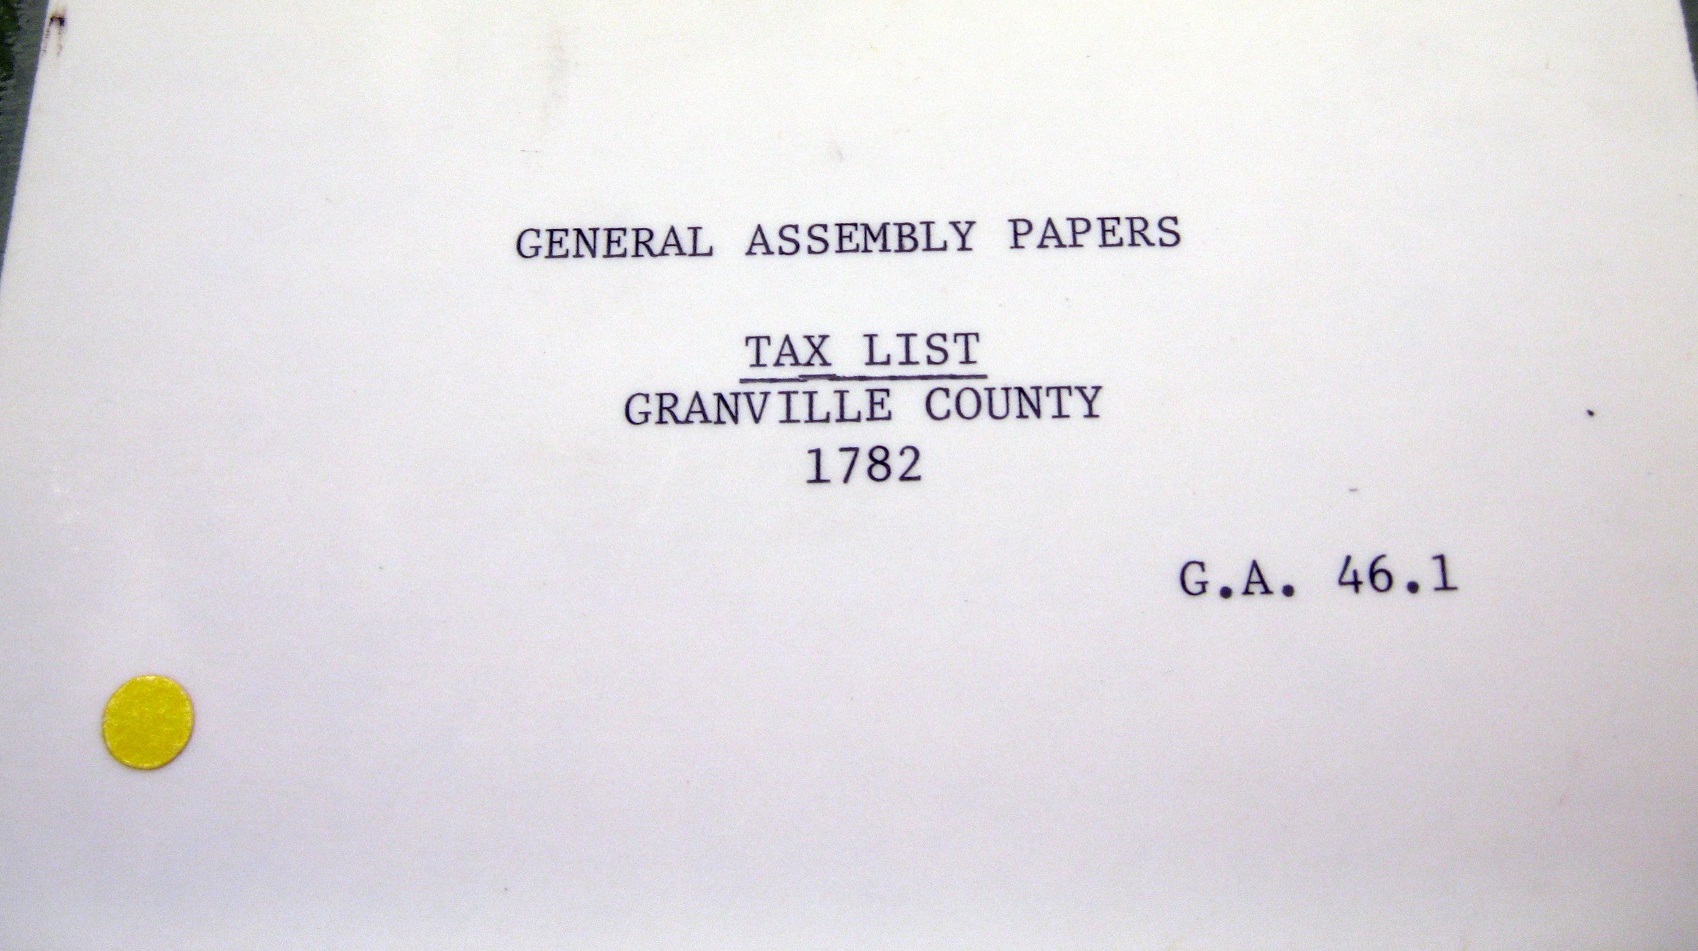 GENERAL ASSEMBLY PAPERS
TAX LIST
GRANVILLE COUNTY
1782
G.A. 46.1